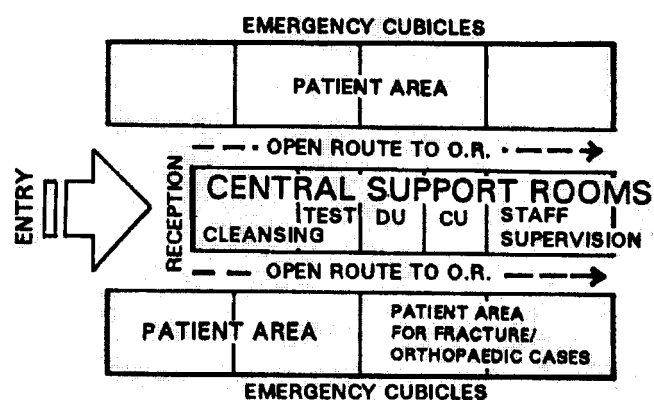 EMERGENCY CUBICLES
PATIENT AREA
OPEN ROUTE TO O.R.
ENTRY
RECEPTION
CENTRAL SUPPORT ROOMS
CLEANSING
TEST
DU
CU
STAFF
SUPERVISION
OPEN ROUTE TO O.R.
PATIENT AREA
PATIENT AREA
FOR FRACTURE/
ORTHOPAEDIC CASES
EMERGENCY CUBICLES